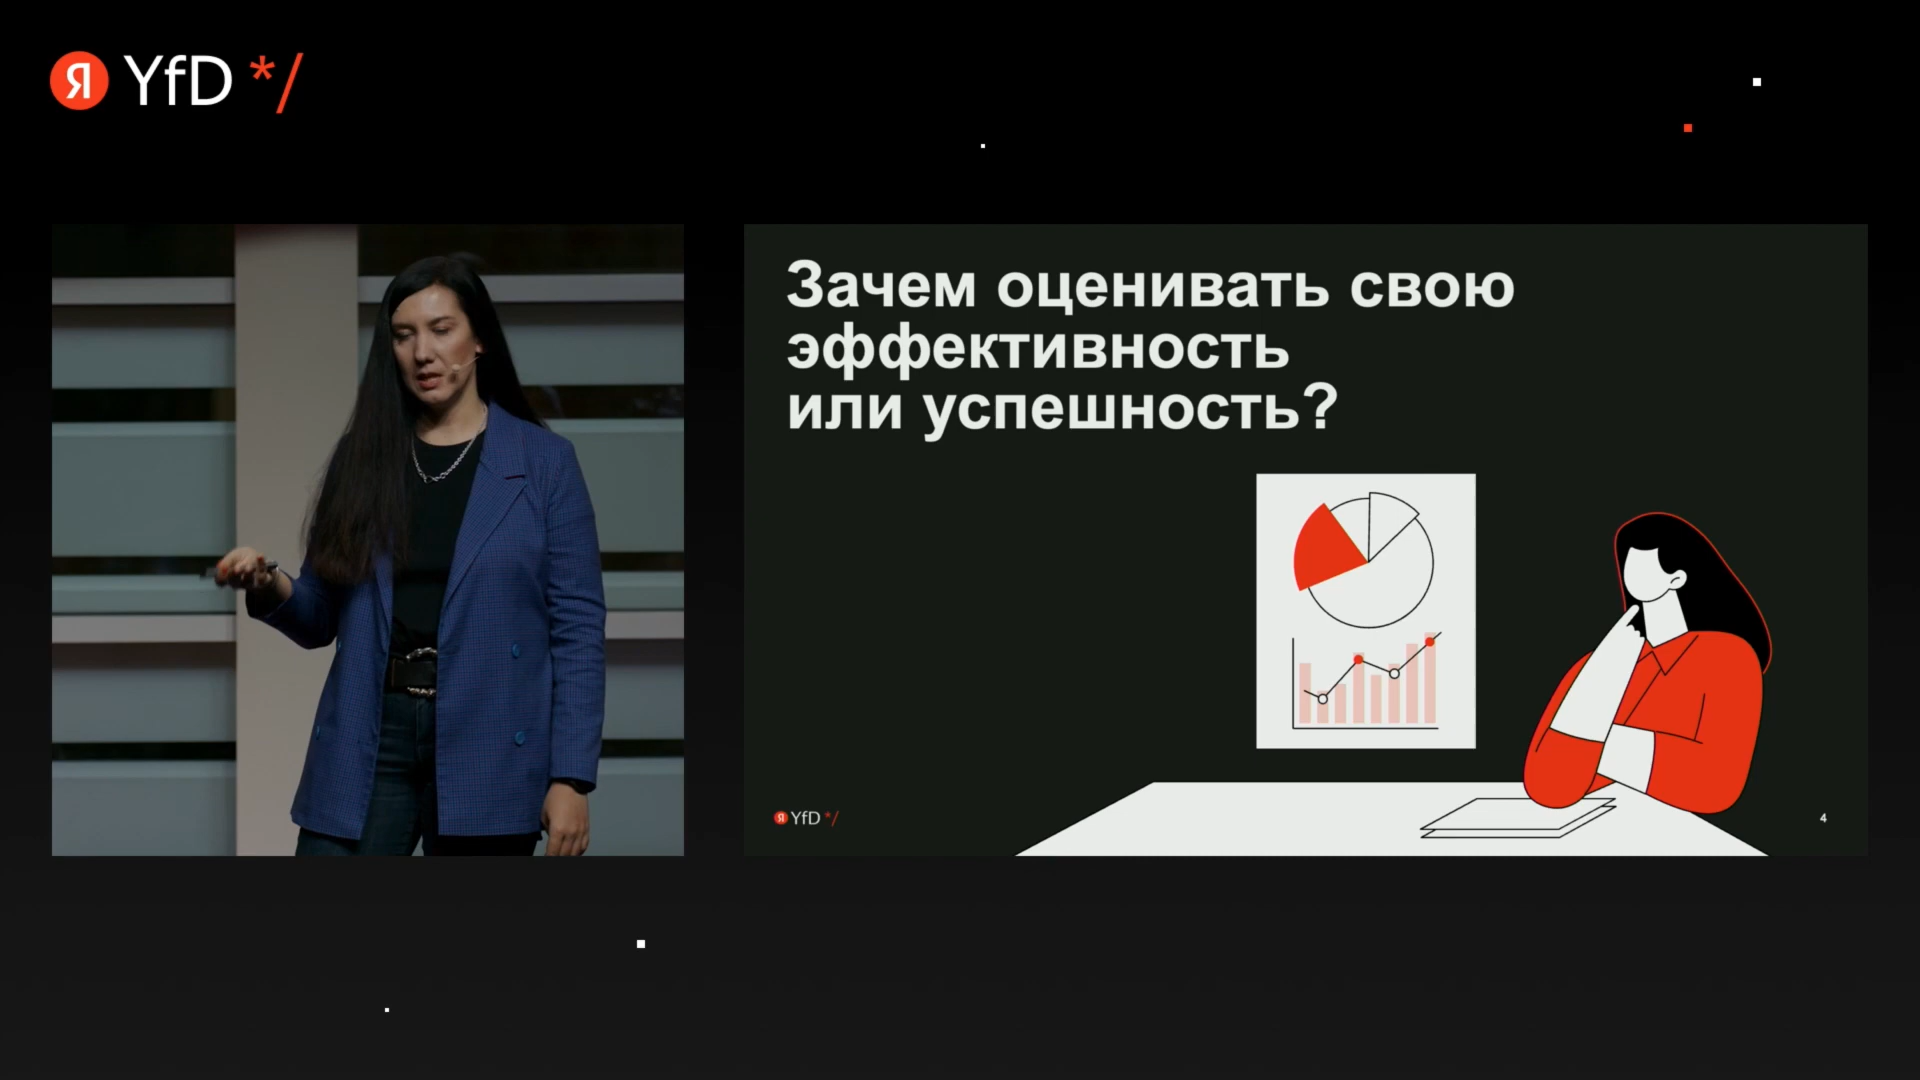 Я YfD */
Зачем оценивать свою
эффективность
или успешность?
Я YfD */
4